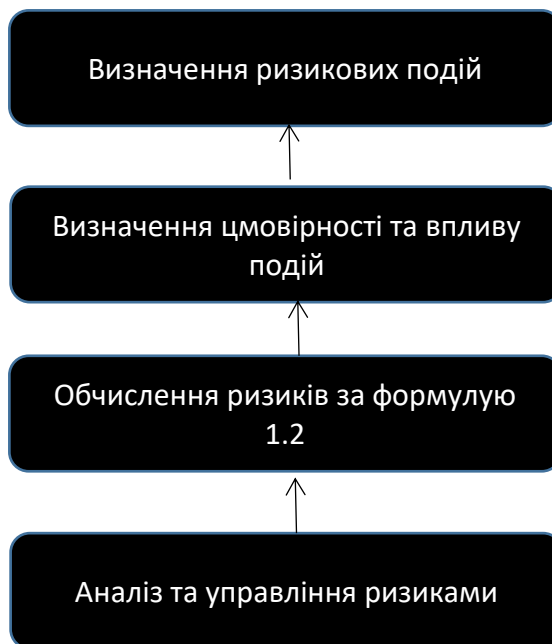 Визначення ризикових подій
Визначення цмовірності та впливу
подій
Обчислення ризиків за формулую
1.2
Аналіз та управління ризиками